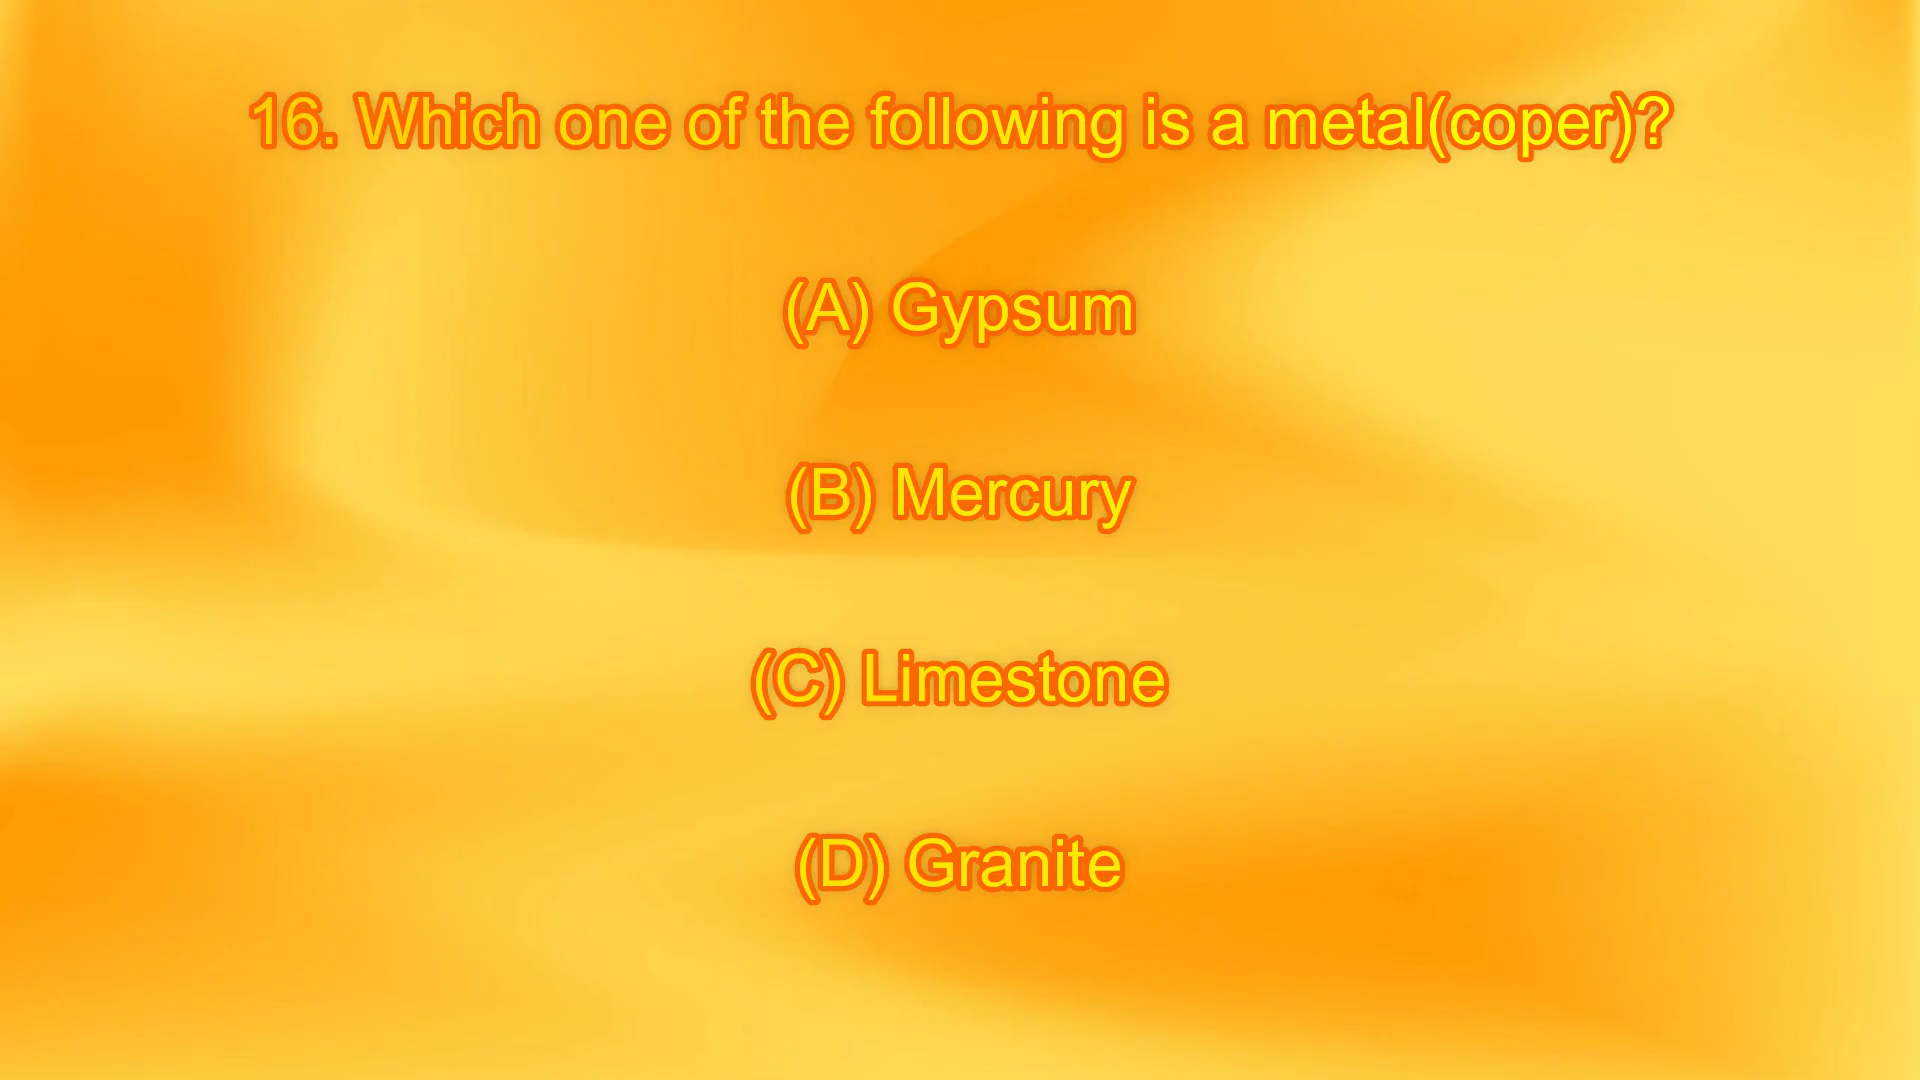 16. Which one of the following is a metal(coper)?
(A) Gypsum
(B) Mercury
(C) Limestone
(D) Granite